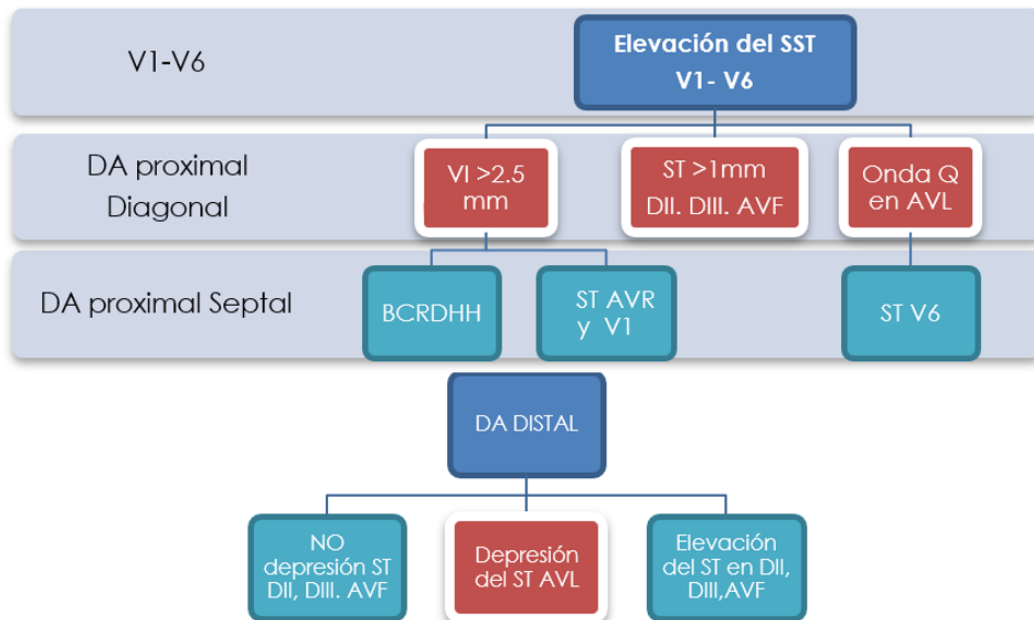 V1-V6
Elevación del SST
V1- V6
DA proximal
Diagonal
VI >2.5
mm
ST >1mm
DII. DIII. AVF
Onda Q
en AVL
DA proximal Septal
BCRDHH
ST AVR
y V1
ST V6
DA DISTAL
NO
depresión ST
DII, DIII. AVF
Depresión
del ST AVL
Elevación
del ST en DII,
DIII,AVF